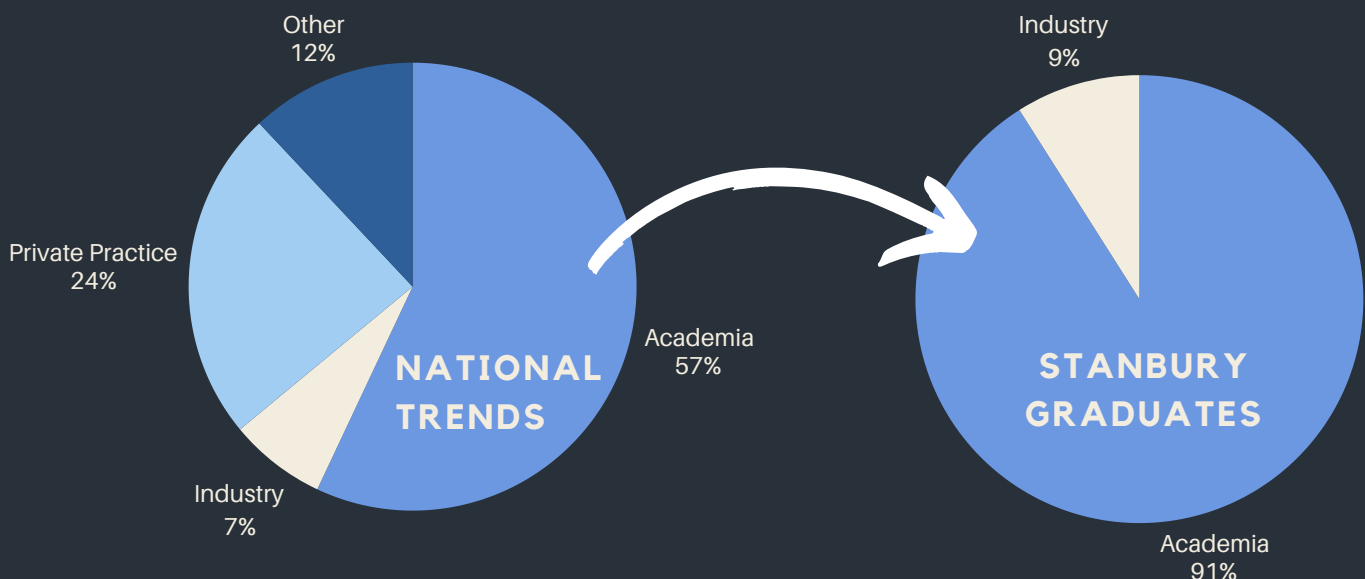 Other
12%
Private Practice
24%
Industry
7%
Academia
57%
NATIONAL
TRENDS
Industry
9%
STANBURY
GRADUATES
Academia
91%